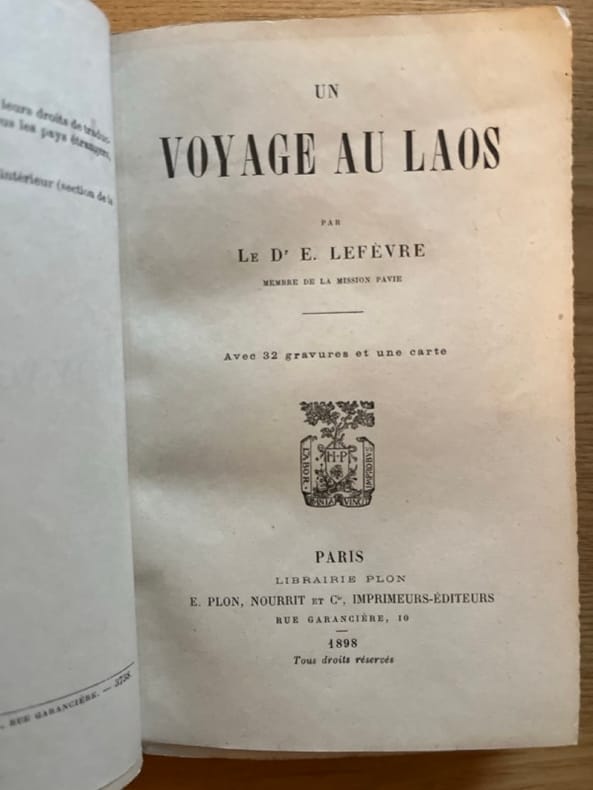 leurs droits de traduc-
us les pays étrangers,
intérieur (section de la
RUE GARANCIÈRE. — 3738.
UN
VOYAGE AU LAOS
PAR
LE Dr E. LEFÈVRE
MEMBRE DE LA MISSION PAVIE
Avec 32 gravures et une carte
LABOR
H·P
IMPROBVS
VINCIT
PARIS
LIBRAIRIE PLON
E. PLON, NOURRIT ET Cie, IMPRIMEURS-ÉDITEURS
RUE GARANCIÈRE, 10
1898
Tous droits réservés